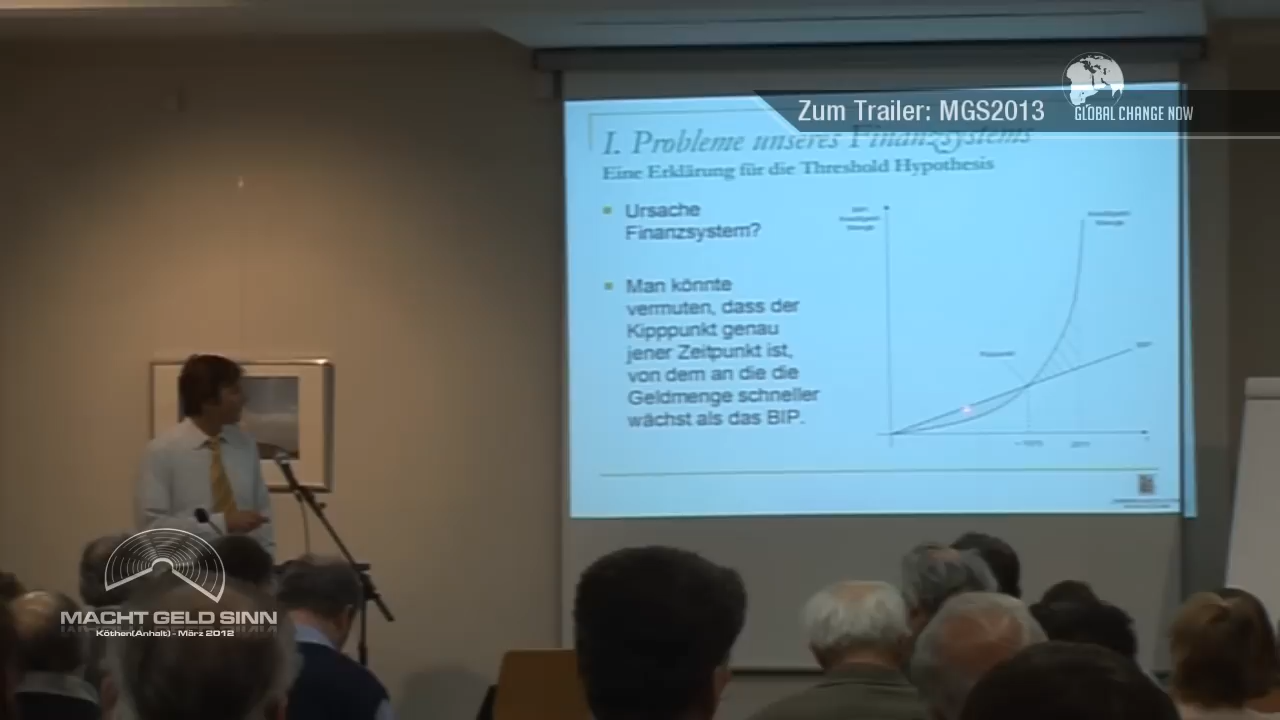 Zum Trailer: MGS2013
GLOBAL CHANGE NOW
I. Probleme unseres Finanzsystems
Eine Erklärung für die Threshold Hypothesis
Ursache
Finanzsystem?
Man könnte
vermuten, dass der
Kipppunkt genau
jener Zeitpunkt ist,
von dem an die die
Geldmenge schneller
wächst als das BIP.
BIP
2011
MACHT GELD SINN
Köthen(Anhalt) - März 2012